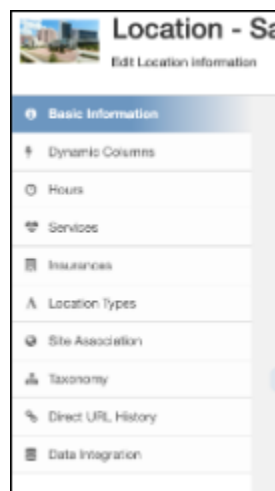 Location - Sa
Edit Location information
Basic Information
Dynamic Columns
Hours
Services
Insurances
Location Types
Site Association
Taxonomy
Direct URL History
Data Integration